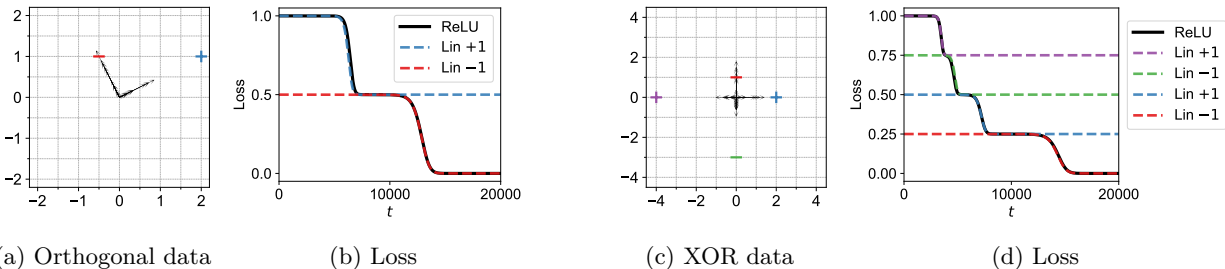 2
1
0
−1
−2
−2 −1 0 1 2
Loss
1.0
0.5
0.0
0 10000 20000
t
ReLU
Lin +1
Lin −1
4
2
0
−2
−4
−4 −2 0 2 4
Loss
1.00
0.75
0.50
0.25
0.00
0 10000 20000
t
ReLU
Lin +1
Lin −1
Lin +1
Lin −1
(a) Orthogonal data
(b) Loss
(c) XOR data
(d) Loss